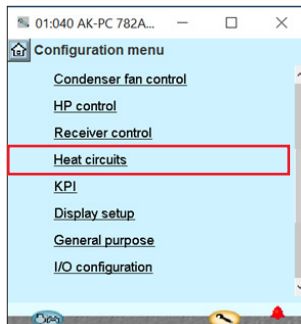 01:040 AK-PC 782A...
Configuration menu
Condenser fan control
HP control
Receiver control
Heat circuits
KPI
Display setup
General purpose
I/O configuration